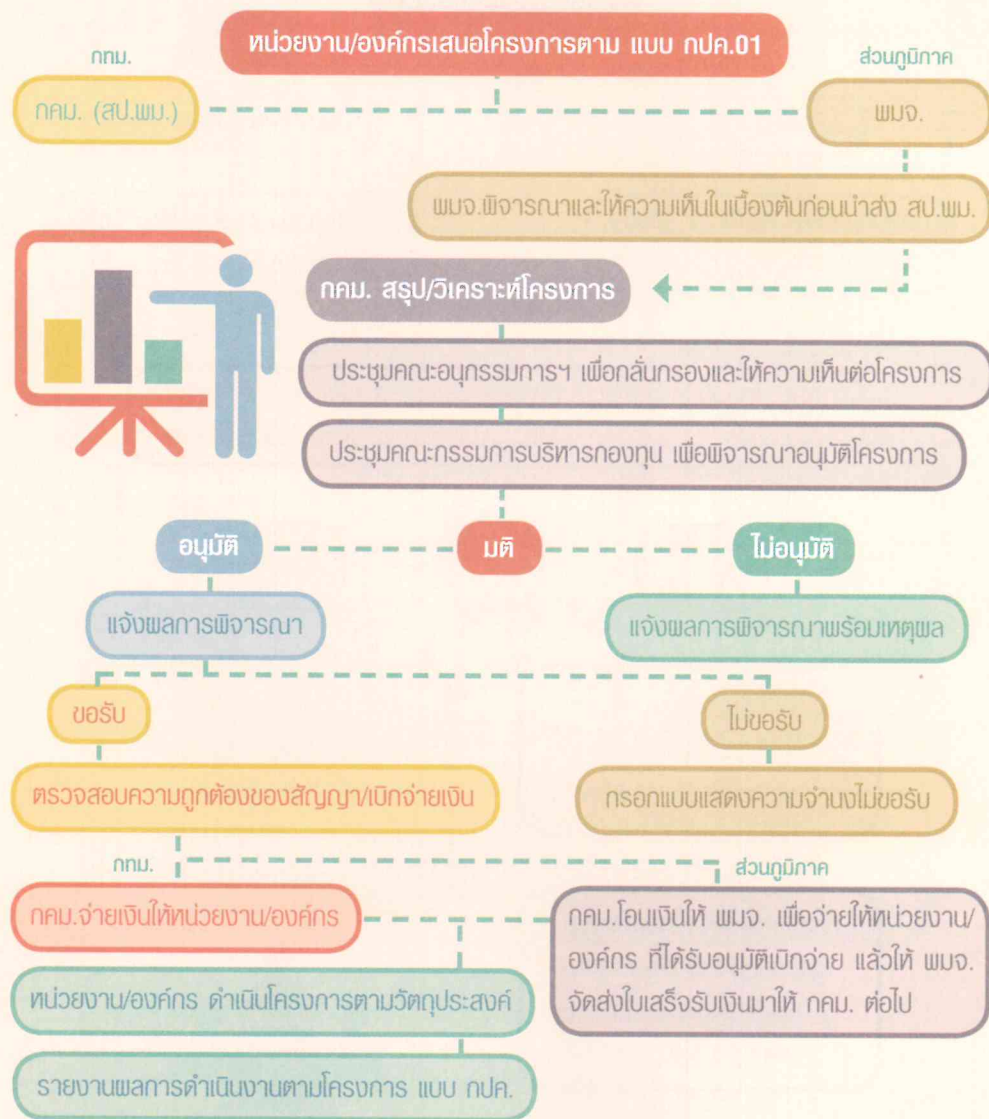 หน่วยงาน/องค์กรเสนอโครงการตาม แบบ กปค.01
กทม.
ส่วนภูมิภาค
กคม. (สป.พม.)
พมจ.
พมจ.พิจารณาและให้ความเห็นในเบื้องต้นก่อนนำส่ง สป.พม.
กคม. สรุป/วิเคราะห์โครงการ
ประชุมคณะอนุกรรมการฯ เพื่อกลั่นกรองและให้ความเห็นต่อโครงการ
ประชุมคณะกรรมการบริหารกองทุน เพื่อพิจารณาอนุมัติโครงการ
อนุมัติ
มติ
ไม่อนุมัติ
แจ้งผลการพิจารณา
แจ้งผลการพิจารณาพร้อมเหตุผล
ขอรับ
ไม่ขอรับ
ตรวจสอบความถูกต้องของสัญญา/เบิกจ่ายเงิน
กรอกแบบแสดงความจำนงไม่ขอรับ
กทม.
ส่วนภูมิภาค
กคม.จ่ายเงินให้หน่วยงาน/องค์กร
กคม.โอนเงินให้ พมจ. เพื่อจ่ายให้หน่วยงาน/
องค์กร ที่ได้รับอนุมัติเบิกจ่าย แล้วให้ พมจ.
จัดส่งใบเสร็จรับเงินมาให้ กคม. ต่อไป
หน่วยงาน/องค์กร ดำเนินโครงการตามวัตถุประสงค์
รายงานผลการดำเนินงานตามโครงการ แบบ กปค.